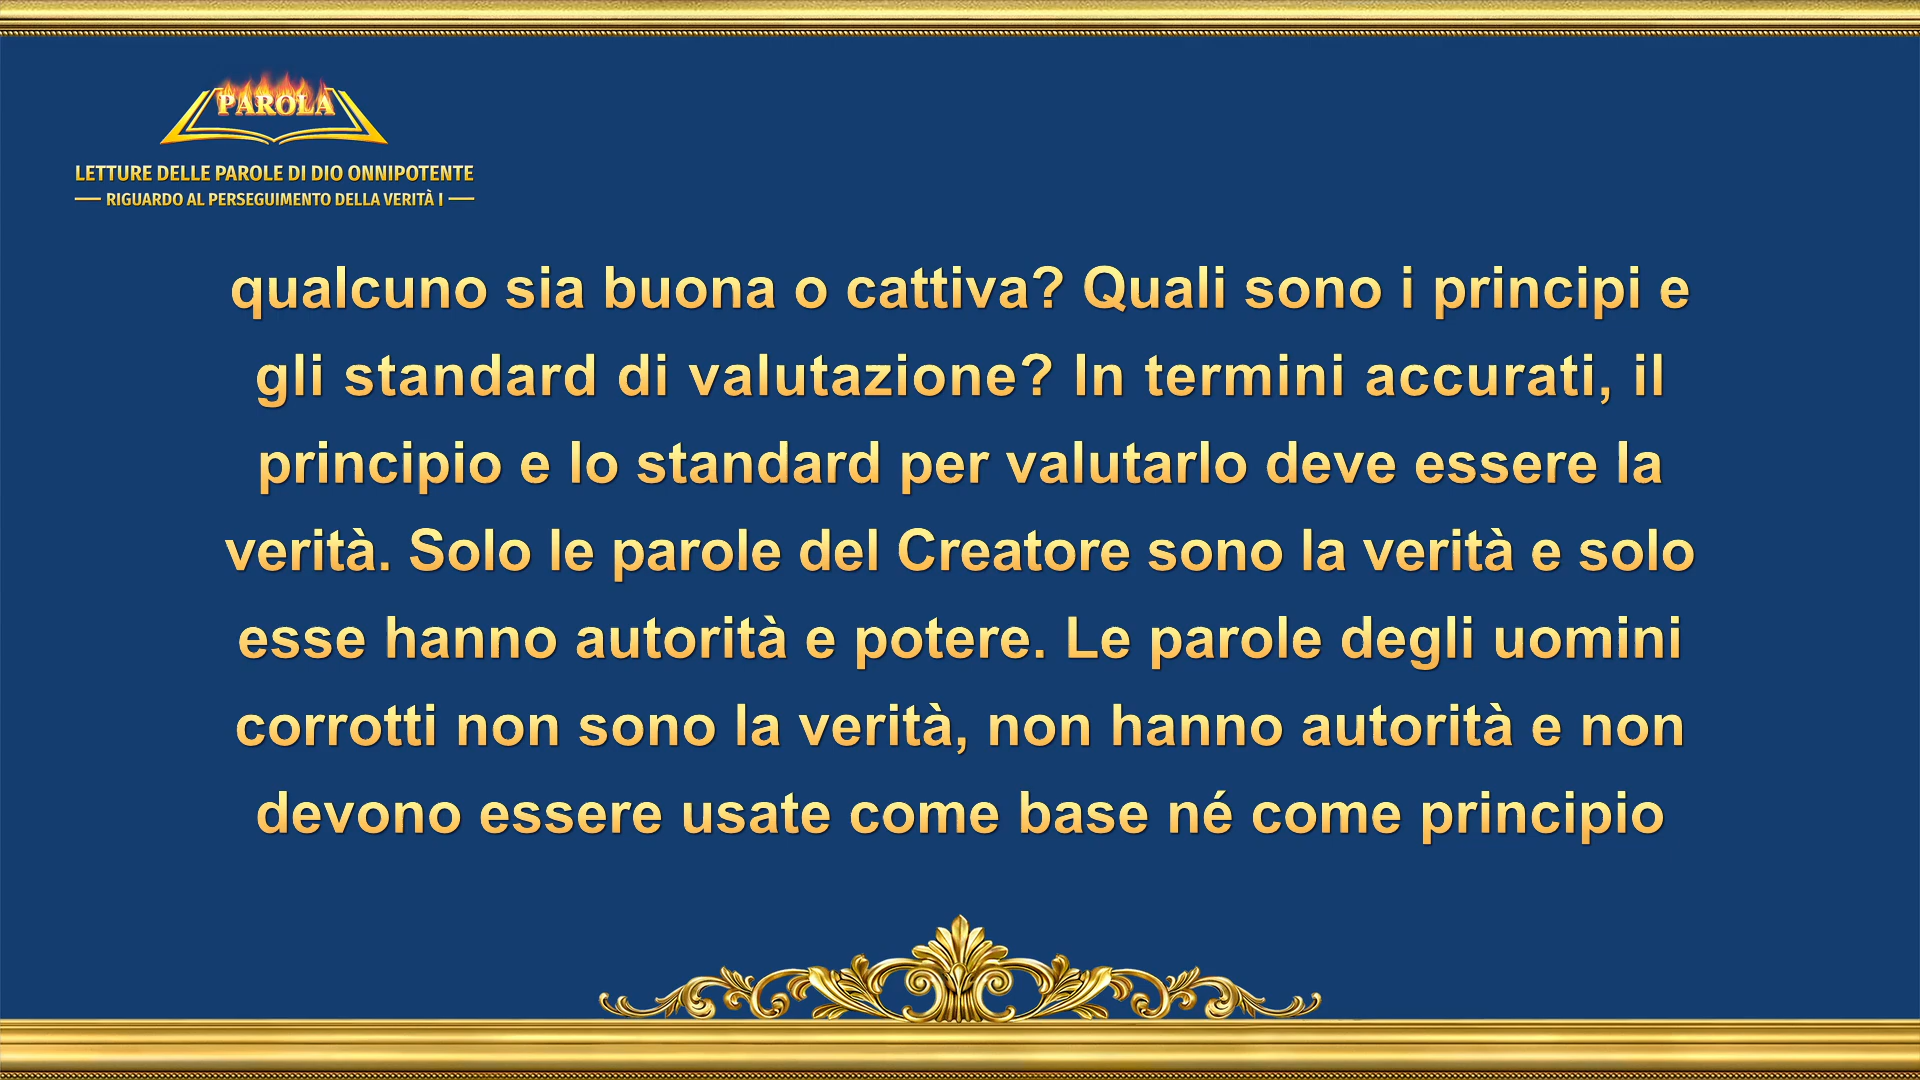 PAROLA
LETTURE DELLE PAROLE DI DIO ONNIPOTENTE
RIGUARDO AL PERSEGUIMENTO DELLA VERITÀ I
qualcuno sia buona o cattiva? Quali sono i principi e
gli standard di valutazione? In termini accurati, il
principio e lo standard per valutarlo deve essere la
verità. Solo le parole del Creatore sono la verità e solo
esse hanno autorità e potere. Le parole degli uomini
corrotti non sono la verità, non hanno autorità e non
devono essere usate come base né come principio